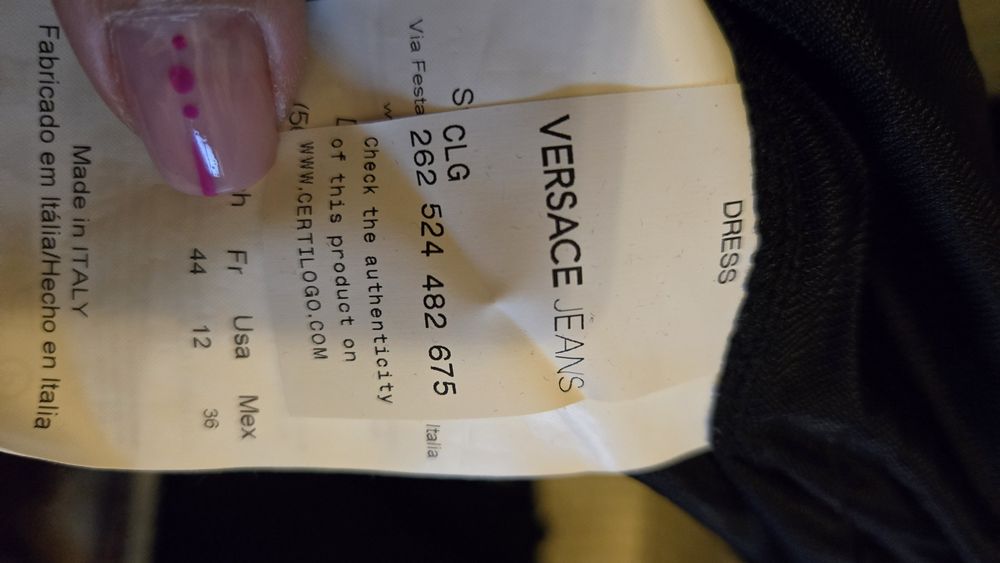 DRESS
VERSACE JEANS
CLG
Via Festa 262 524 482 675 Italia
Check the authenticity
of this product on
WWW.CERTILOGO.COM
Fr Usa Mex
44 12 36
Made in ITALY
Fabricado em Itália/Hecho en Italia